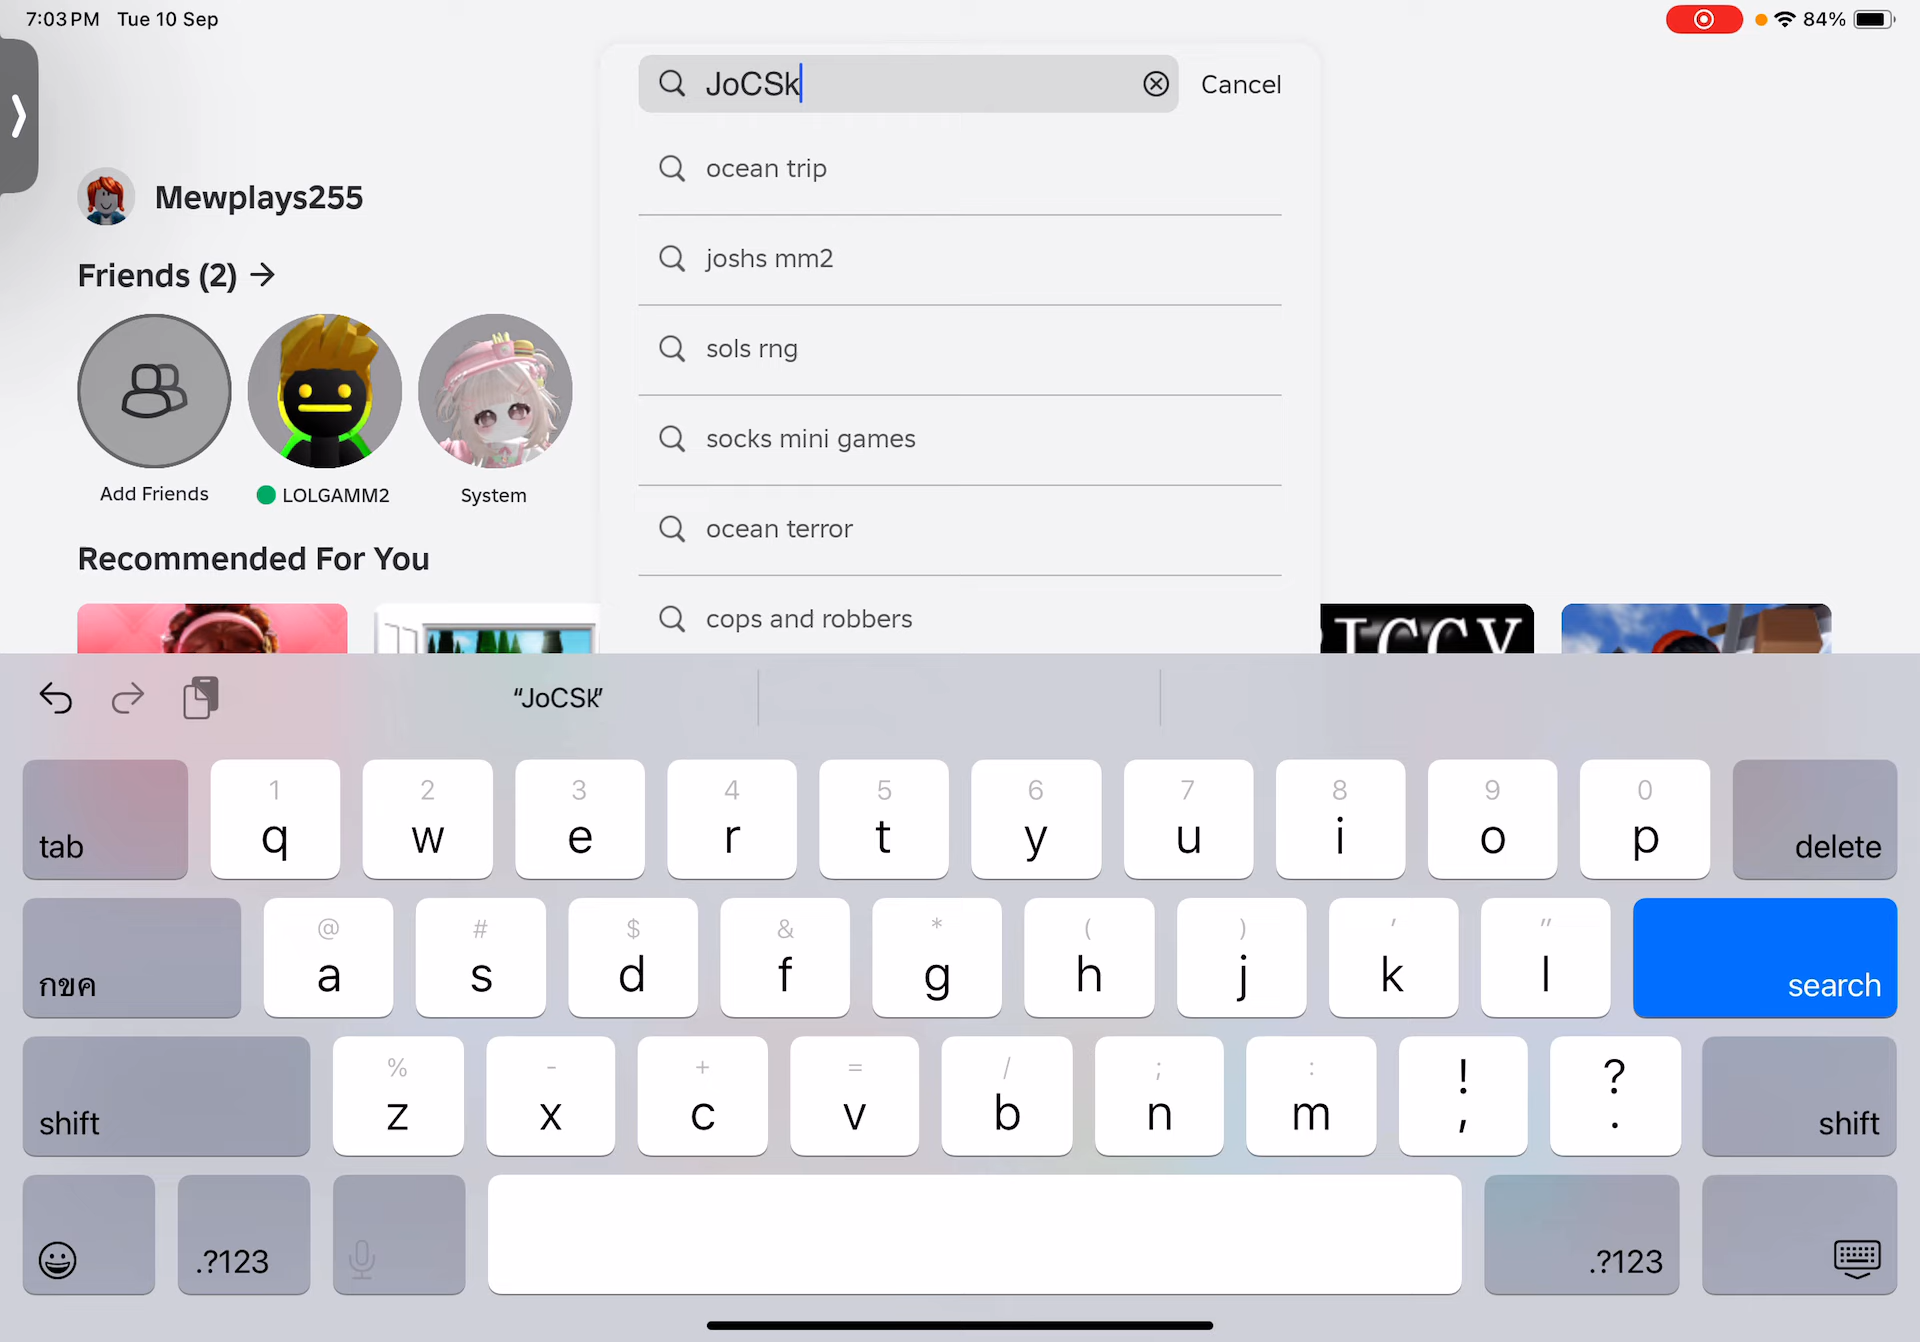 7:03 PM Tue 10 Sep
84%
JoCSk
Cancel
ocean trip
joshs mm2
sols rng
socks mini games
ocean terror
cops and robbers
Mewplays255
Friends (2)
Add Friends
LOLGAMM2
System
Recommended For You
“JoCSk”
tab
1 2 3 4 5 6 7 8 9 0
q w e r t y u i o p
delete
@ # $ & * ( ) ' "
กขค
a s d f g h j k l
search
% - + = / ; : ! ?
shift
z x c v b n m , .
shift
.?123
.?123